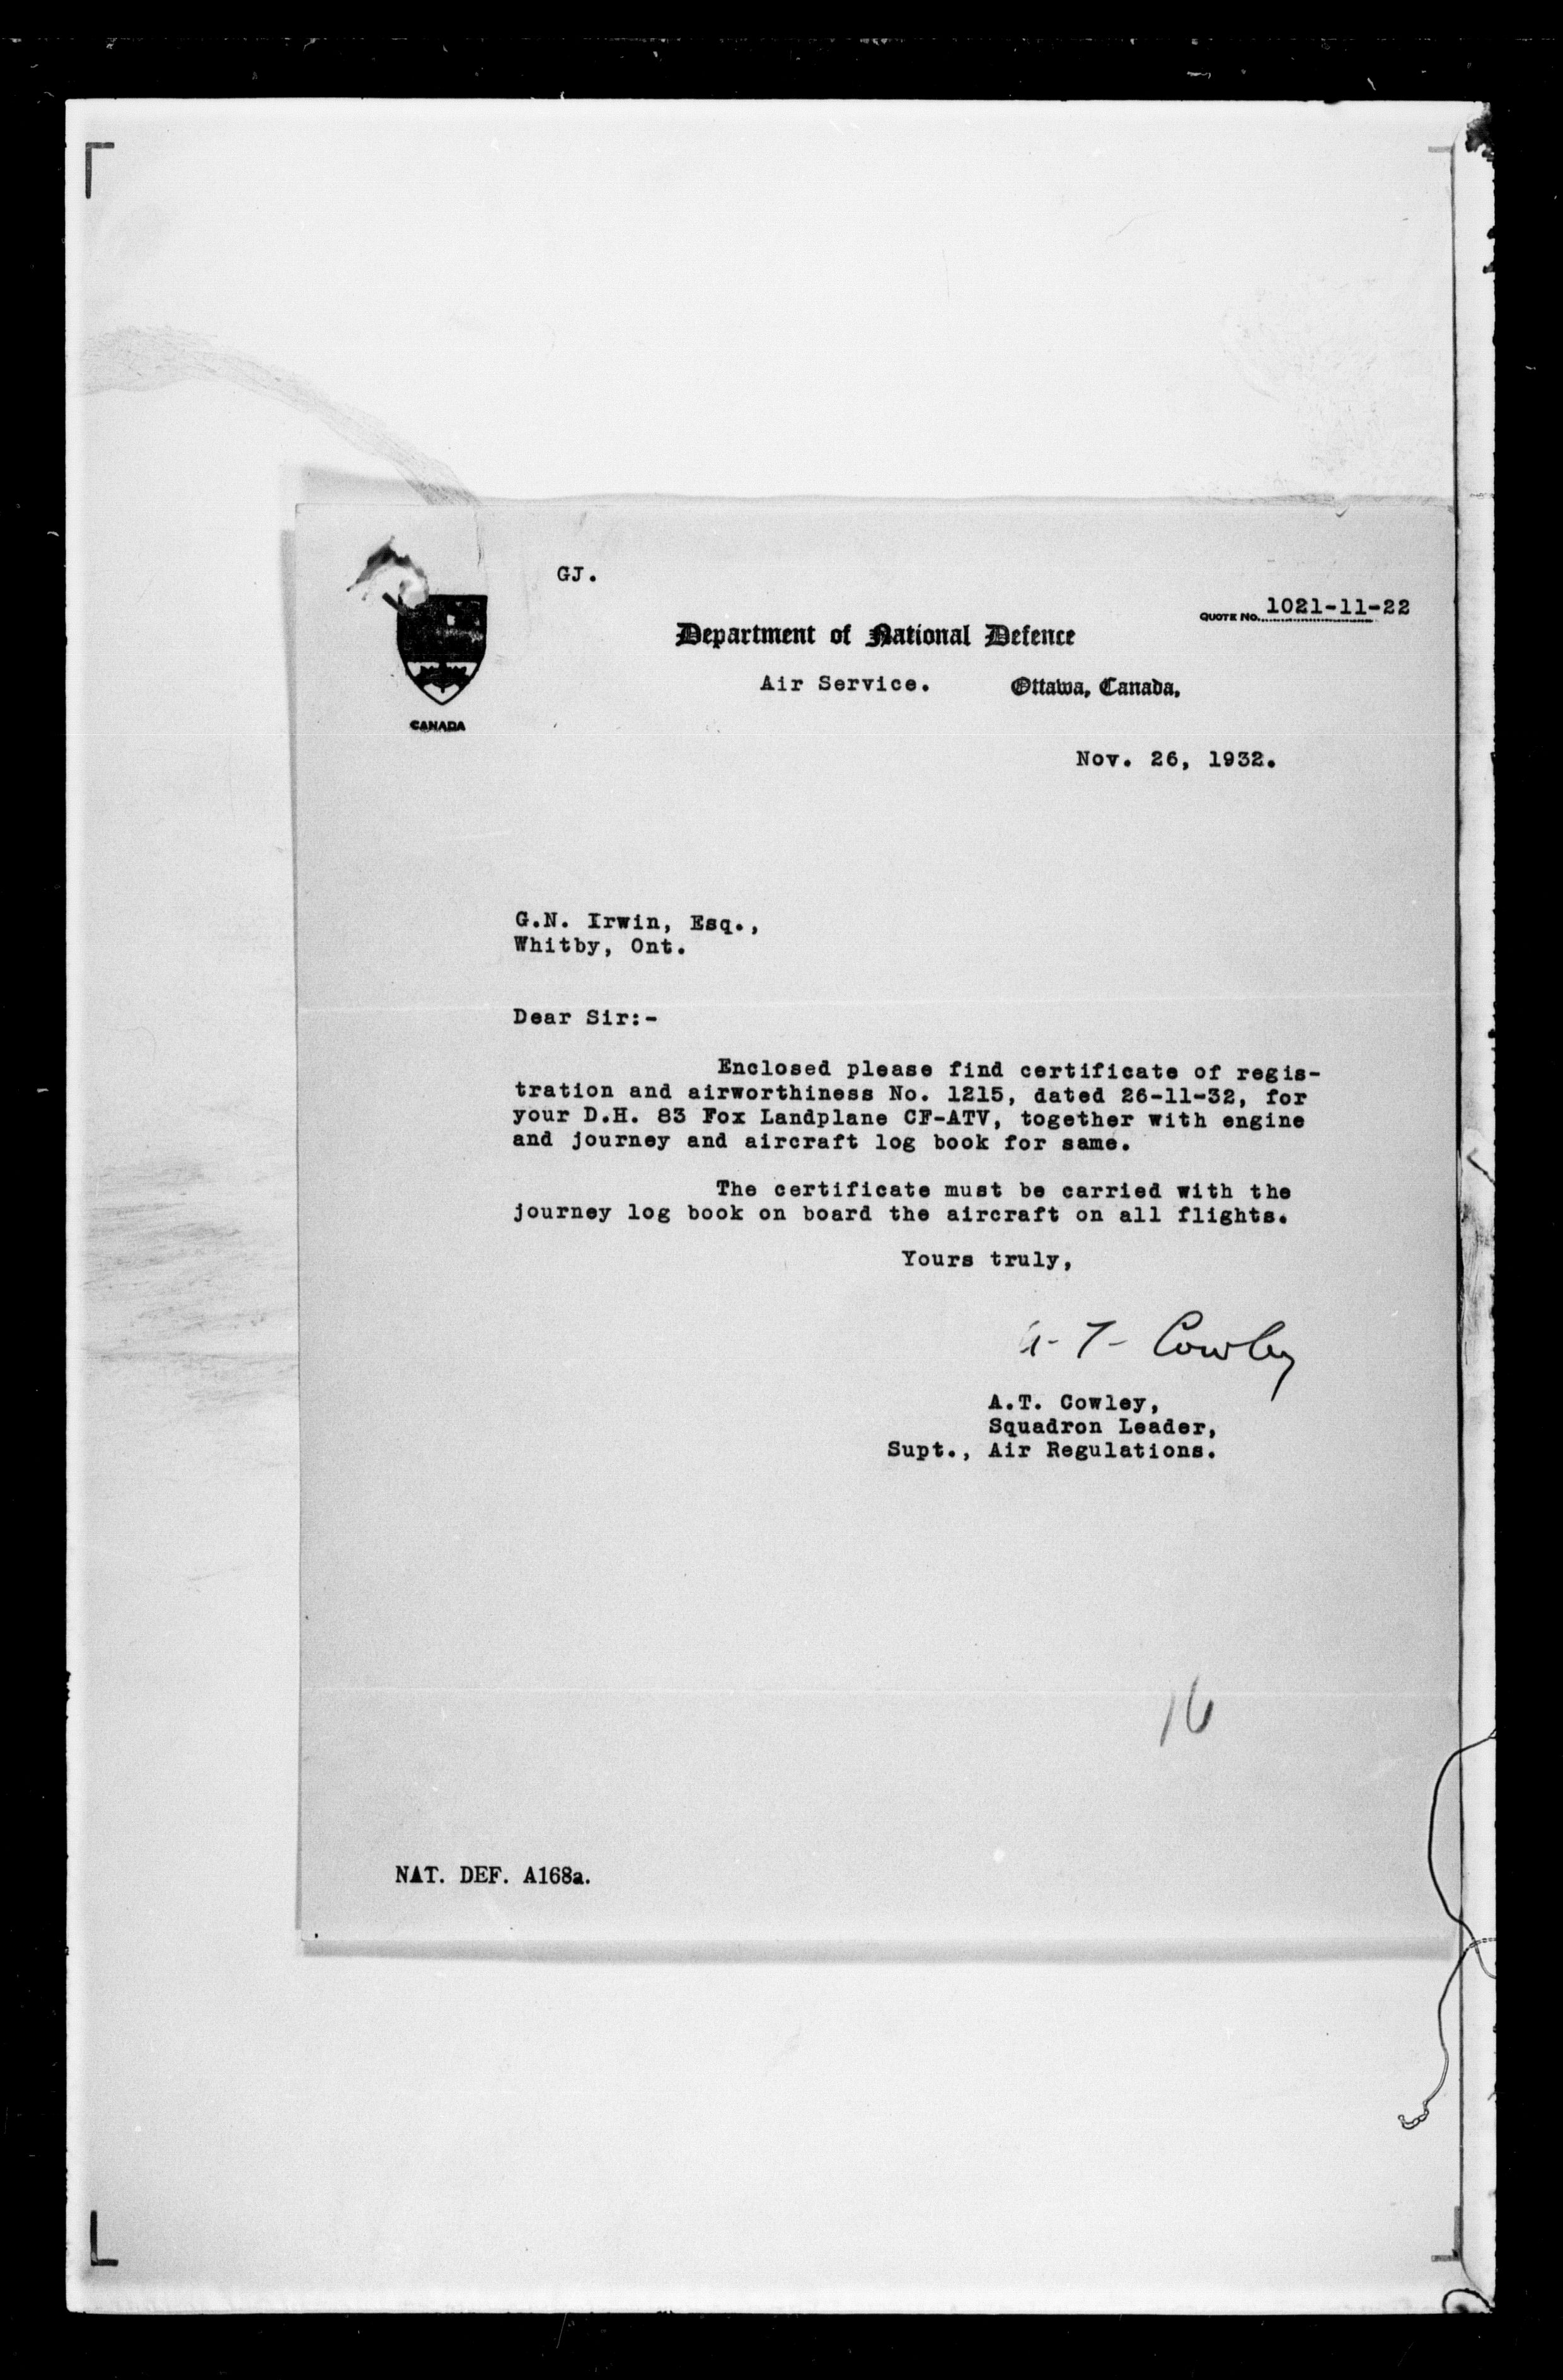 GJ.
QUOTE NO. 1021-11-22
Department of National Defence
Air Service. Ottawa, Canada,
CANADA
Nov. 26, 1932.
G.N. Irwin, Esq.,
Whitby, Ont.
Dear Sir:-
Enclosed please find certificate of regis-
tration and airworthiness No. 1215, dated 26-11-32, for
your D.H. 83 Fox Landplane CF-ATV, together with engine
and journey and aircraft log book for same.
The certificate must be carried with the
journey log book on board the aircraft on all flights.
Yours truly,
A-T- Cowley
A.T. Cowley,
Squadron Leader,
Supt., Air Regulations.
16
NAT. DEF. A168a.